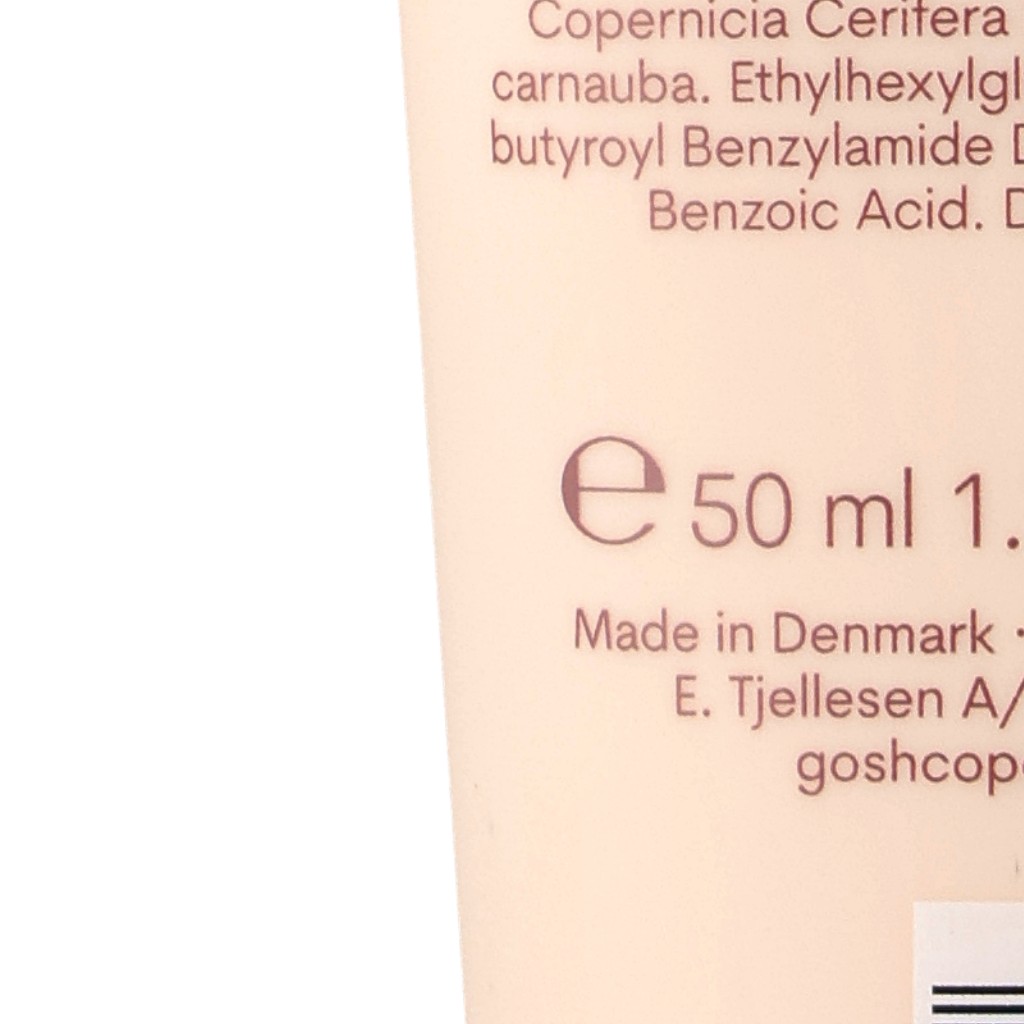 Copernicia Cerifera
carnauba. Ethylhexylgl
butyroyl Benzylamide D
Benzoic Acid. D
℮ 50 ml 1.
Made in Denmark ·
E. Tjellesen A/
goshcop